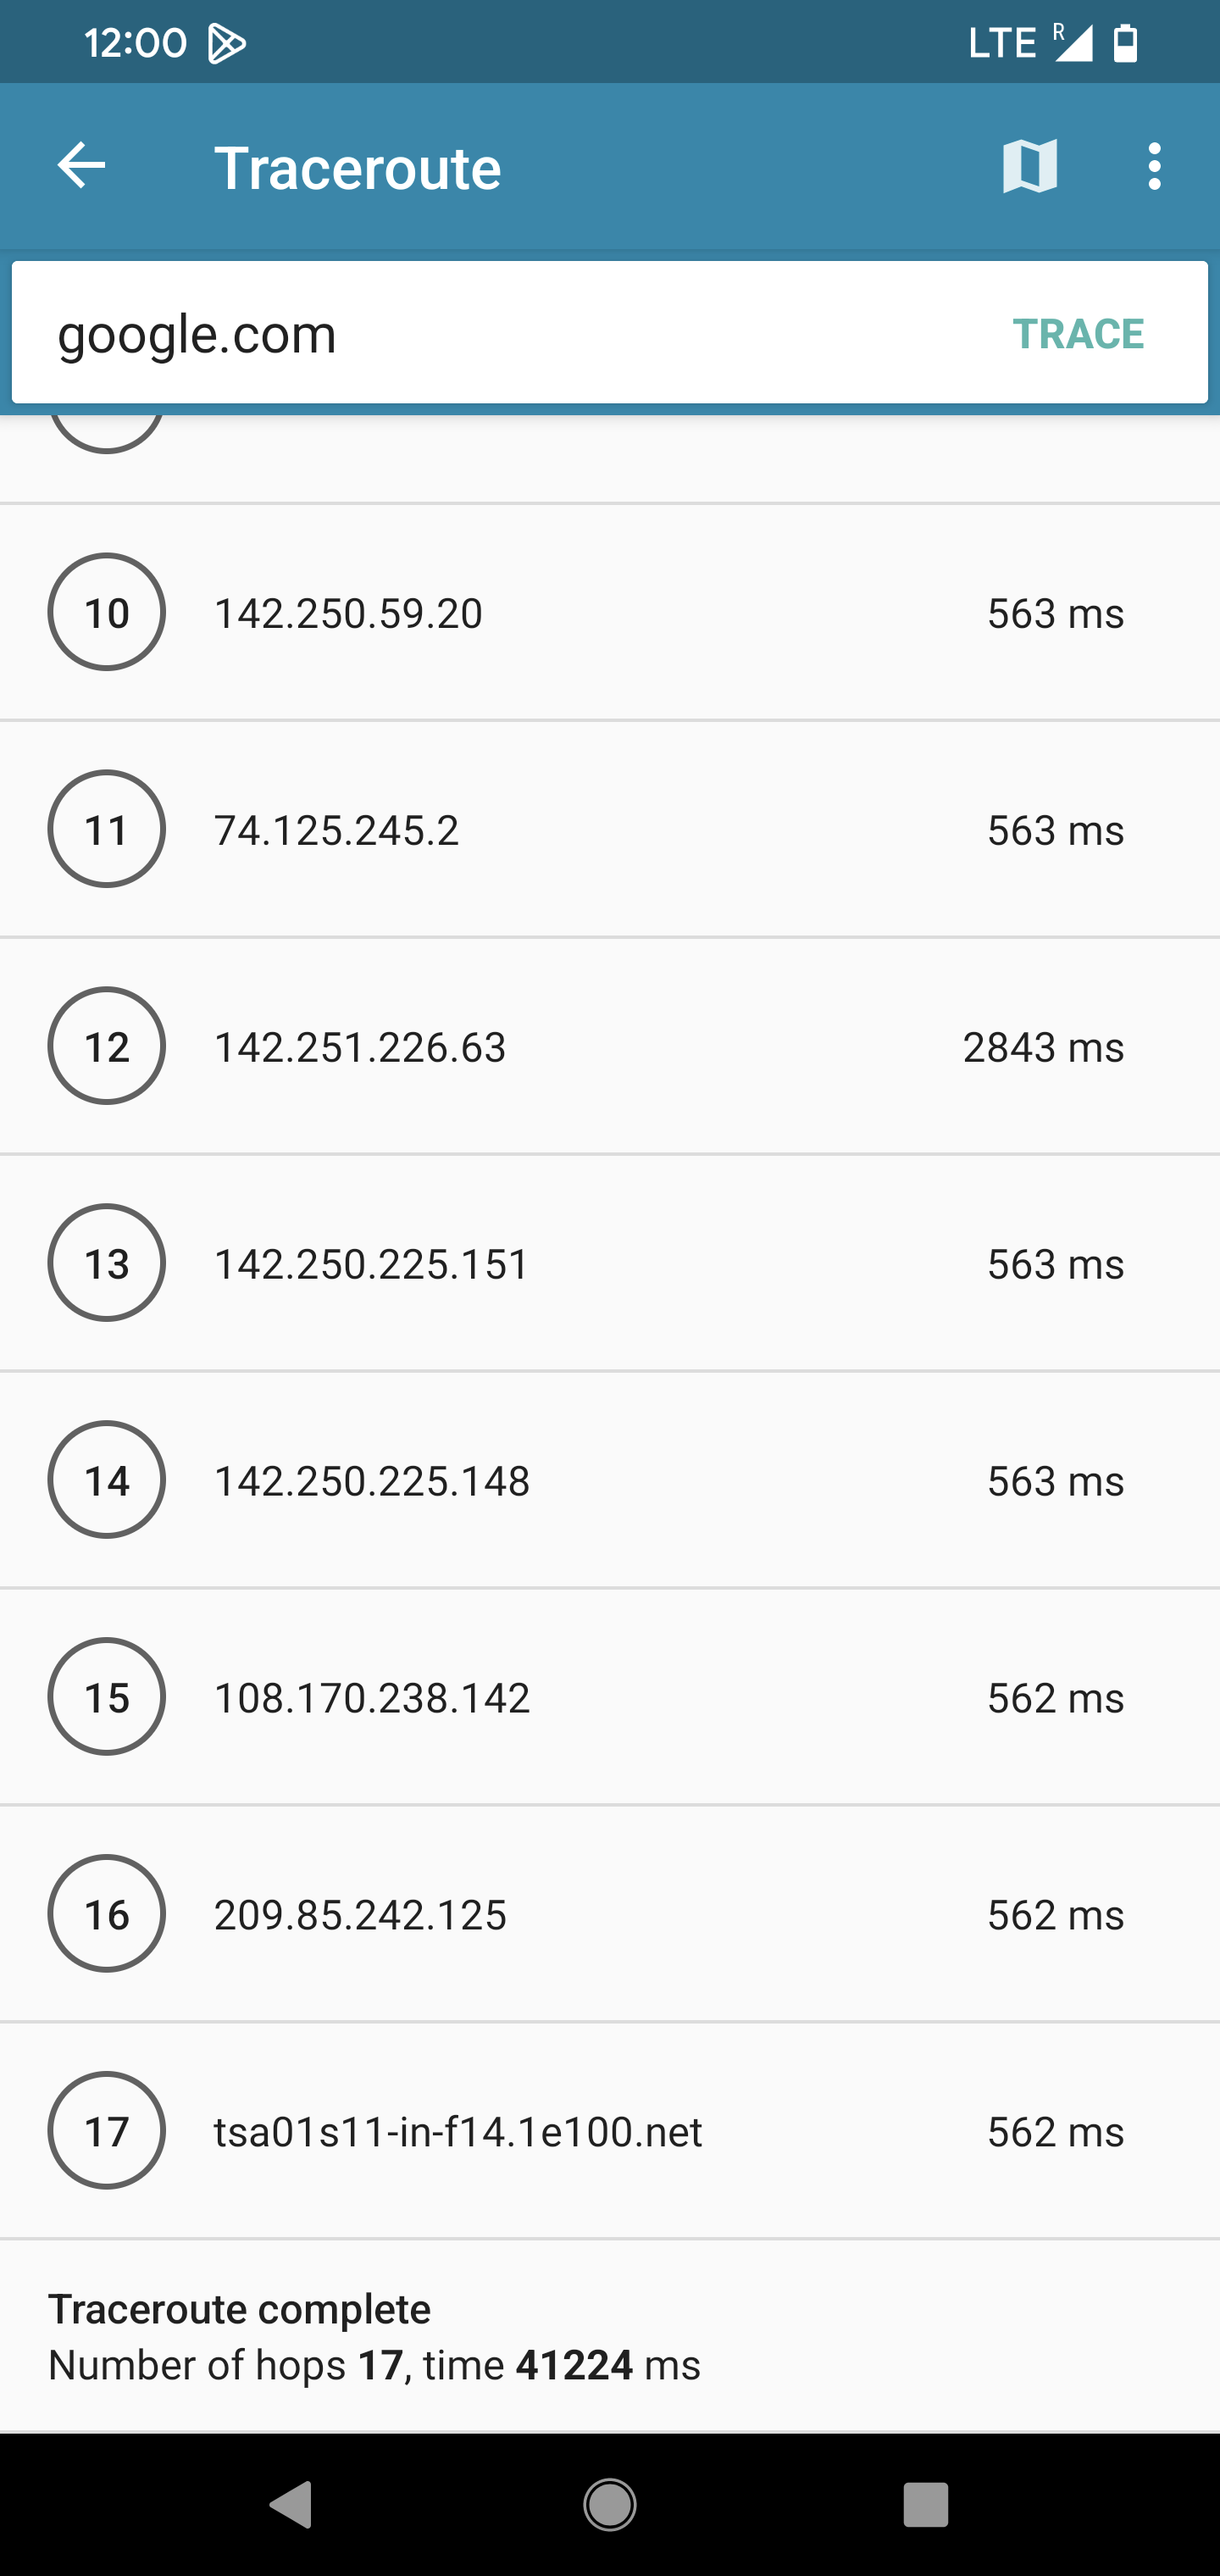 12:00 LTE R
Traceroute
google.com TRACE
10 142.250.59.20 563 ms
11 74.125.245.2 563 ms
12 142.251.226.63 2843 ms
13 142.250.225.151 563 ms
14 142.250.225.148 563 ms
15 108.170.238.142 562 ms
16 209.85.242.125 562 ms
17 tsa01s11-in-f14.1e100.net 562 ms
Traceroute complete
Number of hops 17, time 41224 ms